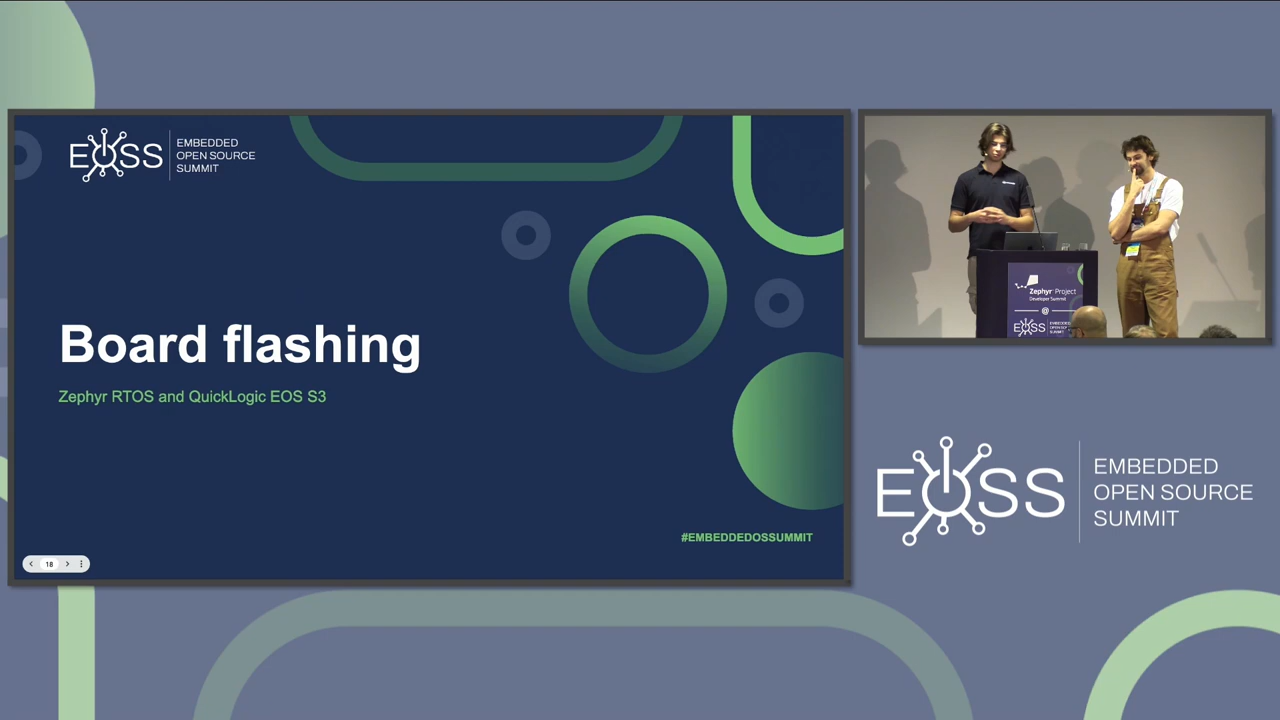 EOSS
EMBEDDED
OPEN SOURCE
SUMMIT
Board flashing
Zephyr RTOS and QuickLogic EOS S3
#EMBEDDEDOSSUMMIT
18
Zephyr Project
Developer Summit
@
EOSS
EOSS
EMBEDDED
OPEN SOURCE
SUMMIT